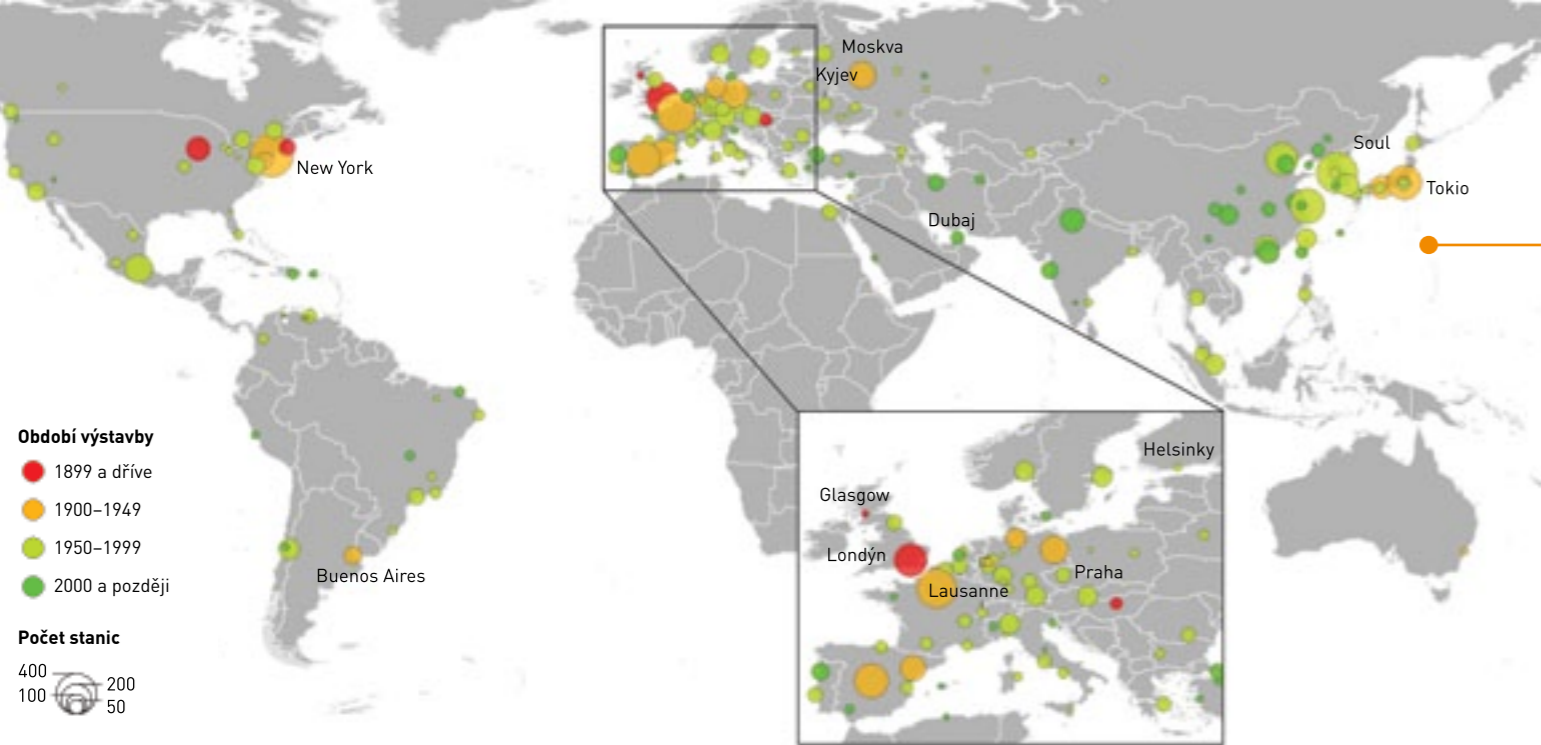 Moskva
Kyjev
Soul
New York
Tokio
Dubaj
Období výstavby
1899 a dříve
1900–1949
1950–1999
2000 a později
Buenos Aires
Počet stanic
400
200
100
50
Helsinky
Glasgow
Londýn
Praha
Lausanne